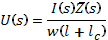 U(s) = I(s)Z(s) / w(l + l_c)